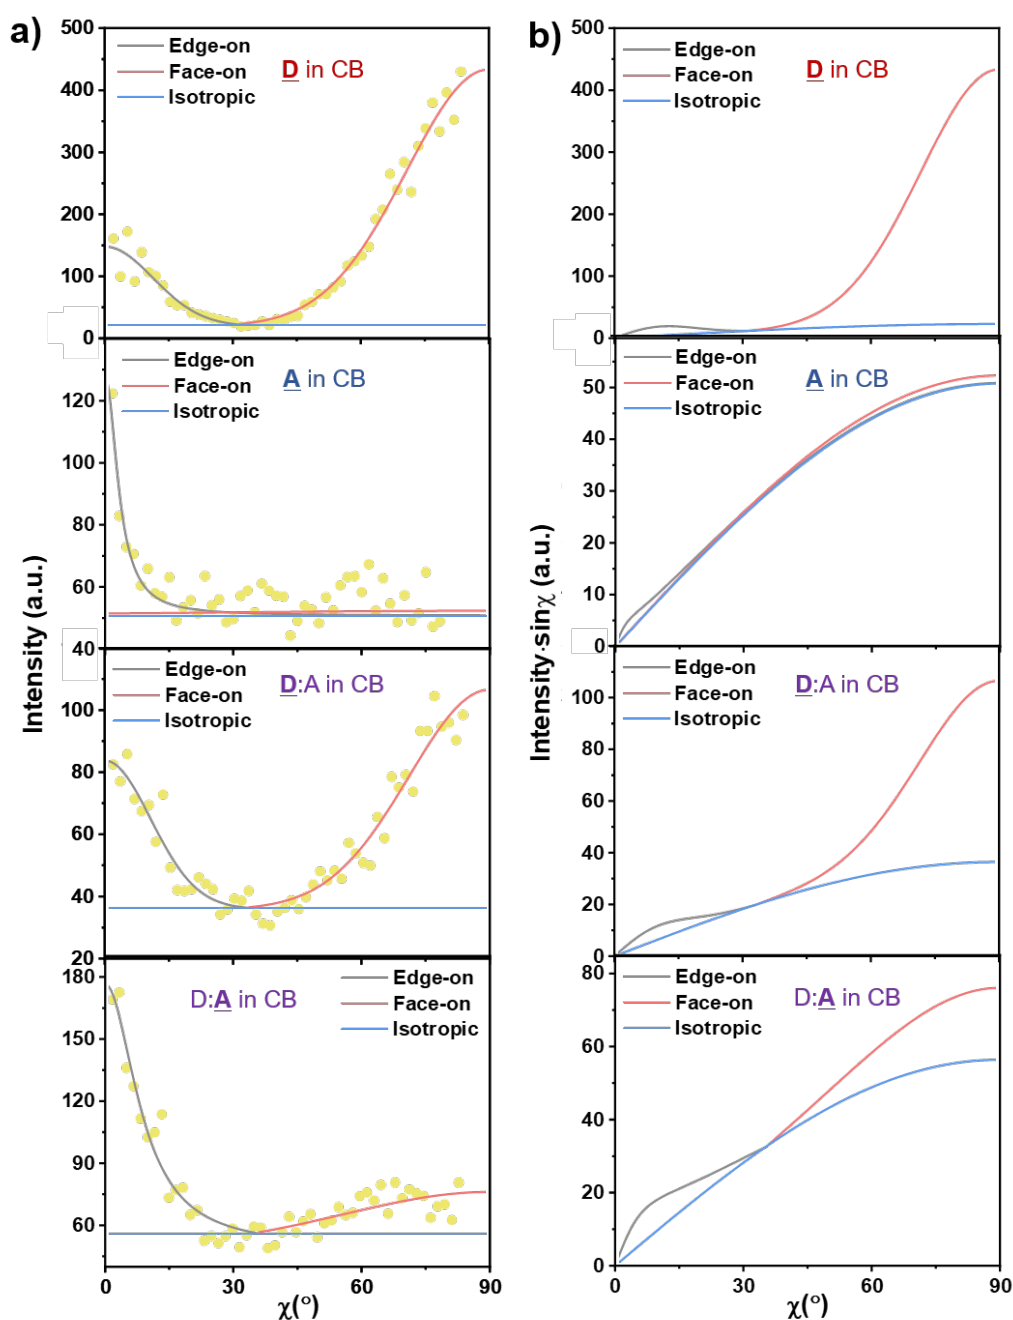 a)
Intensity (a.u.)
500
400
300
200
100
0
Edge-on
Face-on
Isotropic
D in CB
120
100
80
60
40
Edge-on
Face-on
Isotropic
A in CB
100
80
60
40
20
Edge-on
Face-on
Isotropic
D:A in CB
180
150
120
90
60
D:A in CB
Edge-on
Face-on
Isotropic
0 30 60 90
χ(°)
b)
Intensity·sinχ (a.u.)
500
400
300
200
100
0
Edge-on
Face-on
Isotropic
D in CB
50
40
30
20
10
0
Edge-on
Face-on
Isotropic
A in CB
100
80
60
40
20
0
Edge-on
Face-on
Isotropic
D:A in CB
80
60
40
20
0
Edge-on
Face-on
Isotropic
D:A in CB
0 30 60 90
χ(°)